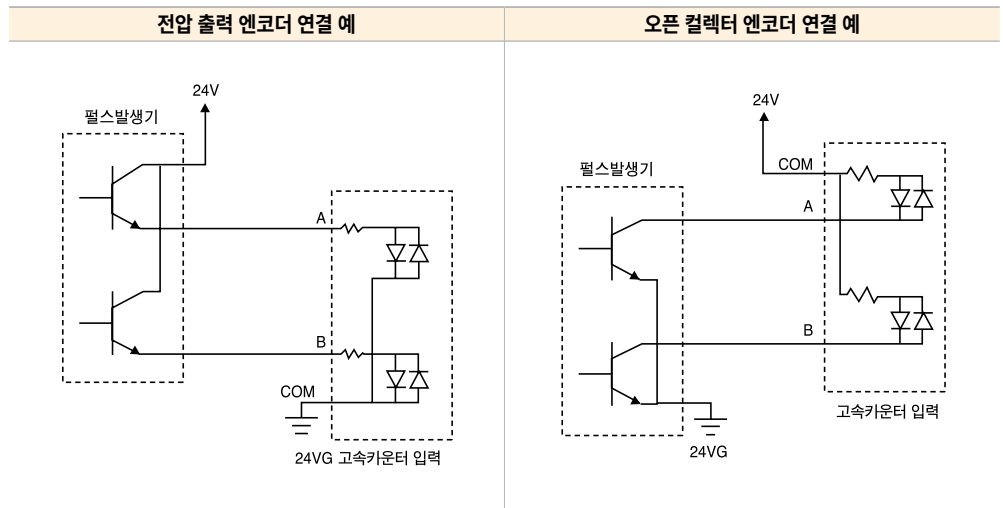 전압 출력 엔코더 연결 예
24V
펄스발생기
A
B
COM
24VG 고속카운터 입력
오픈 컬렉터 엔코더 연결 예
24V
COM
펄스발생기
A
B
고속카운터 입력
24VG